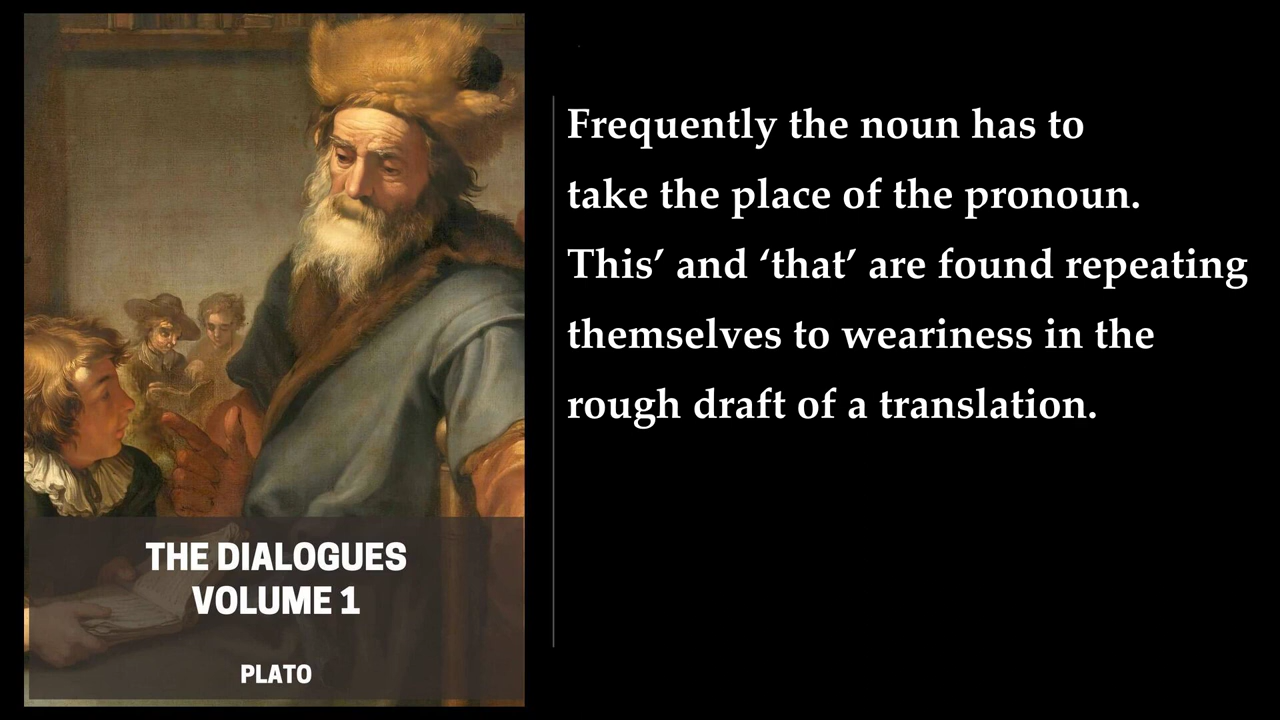 Frequently the noun has to
take the place of the pronoun.
This’ and ‘that’ are found repeating
themselves to weariness in the
rough draft of a translation.
THE DIALOGUES
VOLUME 1
PLATO